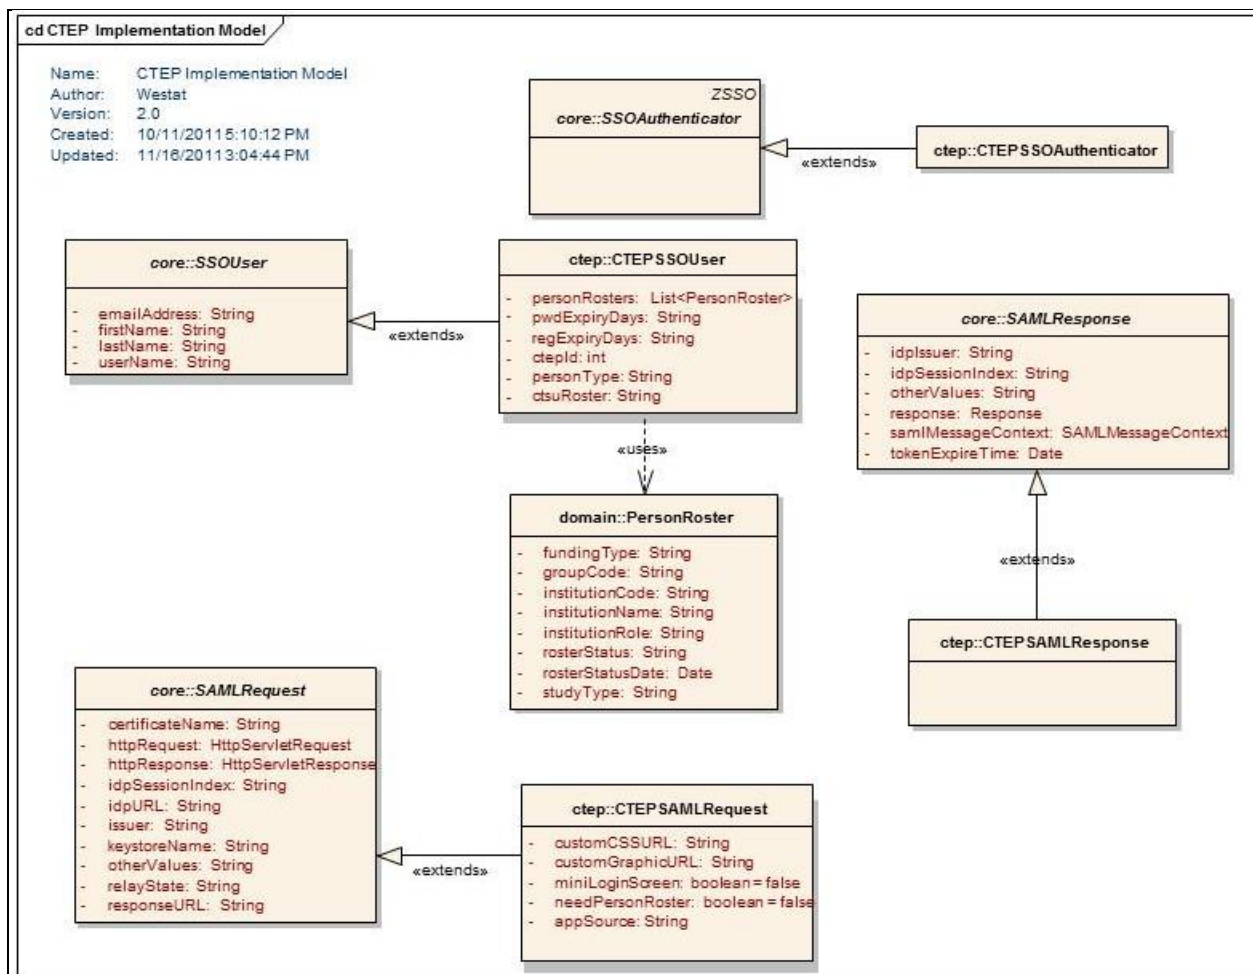 cd CTEP Implementation Model
Name: CTEP Implementation Model
Author: Westat
Version: 2.0
Created: 10/11/2011 5:10:12 PM
Updated: 11/16/2011 3:04:44 PM
ZSSO
core::SSOAuthenticator
«extends»
ctep::CTEPSSOAuthenticator
core::SSOUser
- emailAddress: String
- firstName: String
- lastName: String
- userName: String
«extends»
ctep::CTEPSSOUser
- personRosters: List<PersonRoster>
- pwdExpiryDays: String
- regExpiryDays: String
- ctepId: int
- personType: String
- ctsuRoster: String
«uses»
core::SAMLResponse
- idpIssuer: String
- idpSessionIndex: String
- otherValues: String
- response: Response
- samlMessageContext: SAMLMessageContext
- tokenExpireTime: Date
«extends»
ctep::CTEPSAMLResponse
domain::PersonRoster
- fundingType: String
- groupCode: String
- institutionCode: String
- institutionName: String
- institutionRole: String
- rosterStatus: String
- rosterStatusDate: Date
- studyType: String
core::SAMLRequest
- certificateName: String
- httpRequest: HttpServletRequest
- httpResponse: HttpServletResponse
- idpSessionIndex: String
- idpURL: String
- issuer: String
- keystoreName: String
- otherValues: String
- relayState: String
- responseURL: String
«extends»
ctep::CTEPSAMLRequest
- customCSSURL: String
- customGraphicURL: String
- miniLoginScreen: boolean = false
- needPersonRoster: boolean = false
- appSource: String